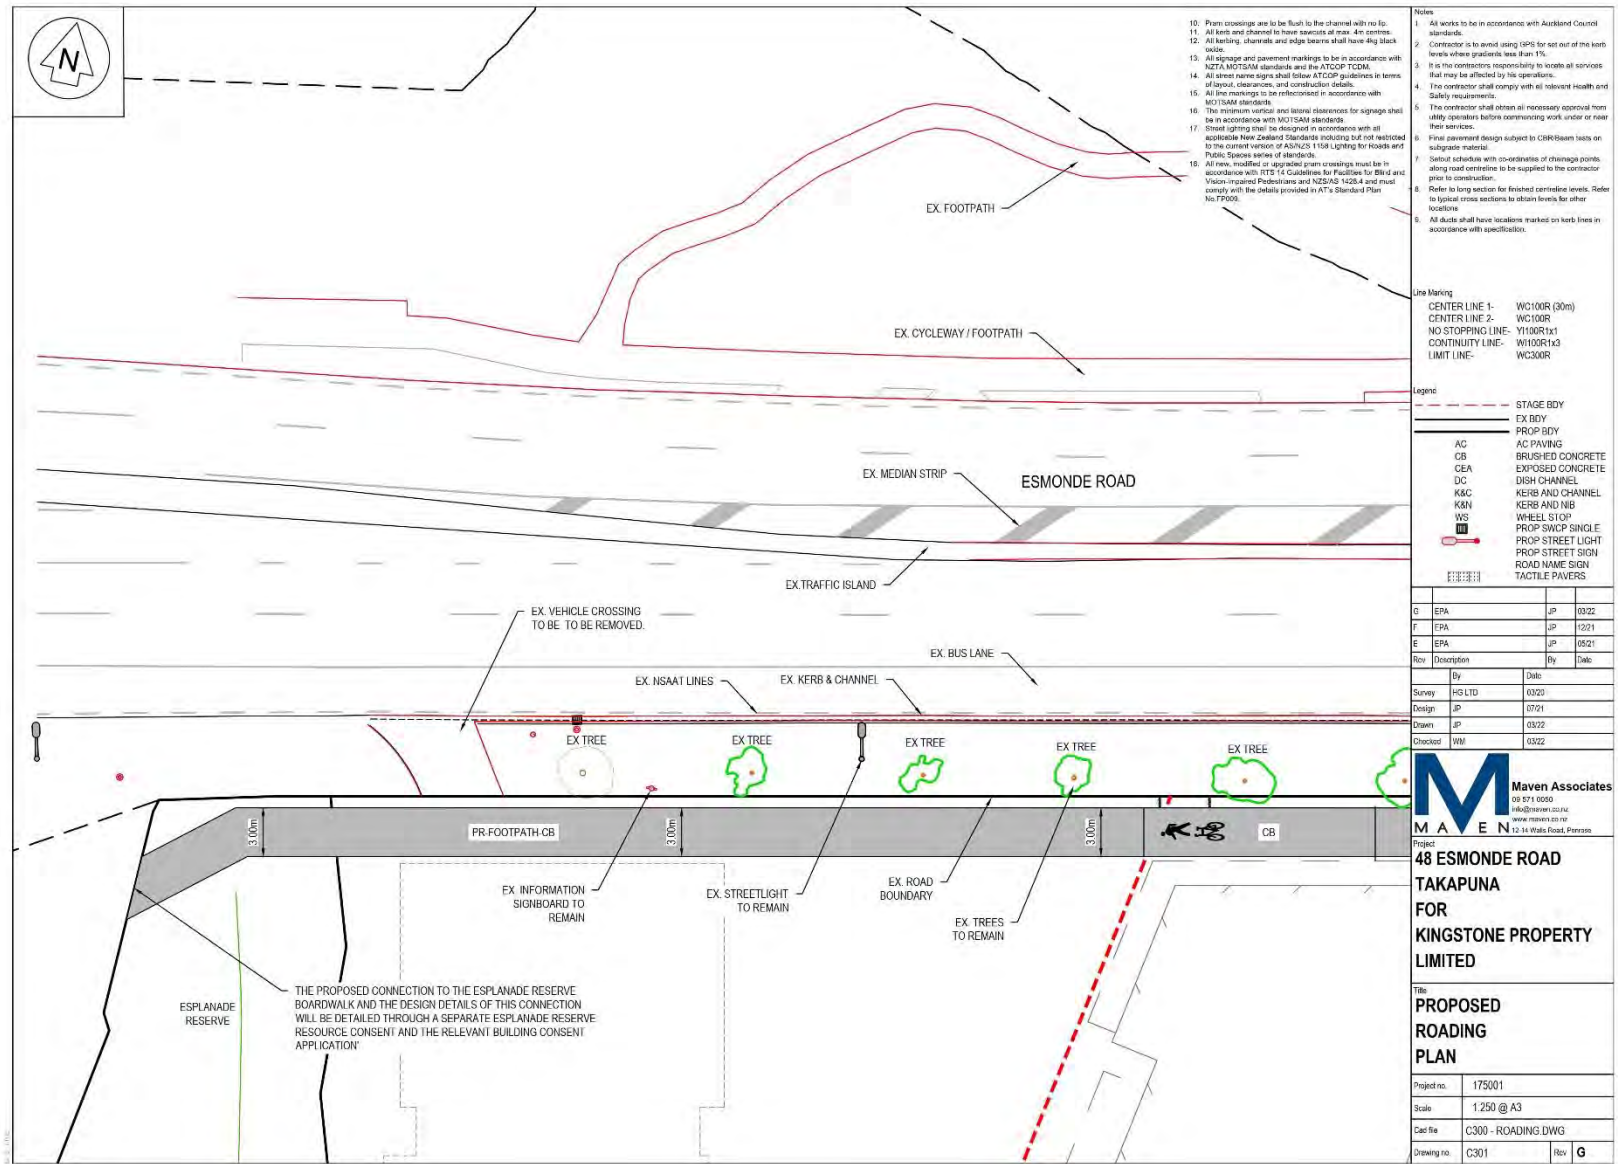 N
10. Pram crossings are to be flush to the channel with no lip.
11. All kerb and channel to have sawcuts at max. 4m centres.
12. All kerbing, channels and edge beams shall have 4kg black
oxide.
13. All signage and pavement markings to be in accordance with
NZTA MOTSAM standards and the ATCOP TCDM.
14. All street name signs shall follow ATCOP guidelines in terms
of layout, clearances, and construction details.
15. All line markings to be reflectorised in accordance with
MOTSAM standards
16. The minimum vertical and lateral clearances for signage shall
be in accordance with MOTSAM standards.
17. Street lighting shall be designed in accordance with all
applicable New Zealand Standards including but not restricted
to the current version of AS/NZS 1158 Lighting for Roads and
Public Spaces series of standards.
18. All new, modified or upgraded pram crossings must be in
accordance with RTS 14 Guidelines for Facilities for Blind and
Vision-impaired Pedestrians and NZS/AS 1428.4 and must
comply with the details provided in AT's Standard Plan
No.FP009.
Notes
1. All works to be in accordance with Auckland Council
standards.
2. Contractor is to avoid using GPS for set out of the kerb
levels where gradients less than 1%.
3. It is the contractors responsibility to locate all services
that may be affected by his operations.
4. The contractor shall comply with all relevant Health and
Safety requirements.
5. The contractor shall obtain all necessary approval from
utility operators before commencing work under or near
their services.
6. Final pavement design subject to CBR/Beam tests on
subgrade material.
7. Setout schedule with co-ordinates of chainage points
along road centreline to be supplied to the contractor
prior to construction.
8. Refer to long section for finished centreline levels. Refer
to typical cross sections to obtain levels for other
locations
9. All ducts shall have locations marked on kerb lines in
accordance with specification.
Line Marking
CENTER LINE 1- WC100R (30m)
CENTER LINE 2- WC100R
NO STOPPING LINE- YI100R1x1
CONTINUITY LINE- WI100R1x3
LIMIT LINE- WC300R
Legend
STAGE BDY
EX BDY
PROP BDY
AC AC PAVING
CB BRUSHED CONCRETE
CEA EXPOSED CONCRETE
DC DISH CHANNEL
K&C KERB AND CHANNEL
K&N KERB AND NIB
WS WHEEL STOP
PROP SWCP SINGLE
PROP STREET LIGHT
PROP STREET SIGN
ROAD NAME SIGN
TACTILE PAVERS
EX. FOOTPATH
EX. CYCLEWAY / FOOTPATH
EX. MEDIAN STRIP
ESMONDE ROAD
EX.TRAFFIC ISLAND
EX. VEHICLE CROSSING
TO BE TO BE REMOVED.
EX. BUS LANE
EX. NSAAT LINES
EX. KERB & CHANNEL
EX TREE
EX TREE
EX TREE
EX TREE
EX TREE
3.00m
PR-FOOTPATH-CB
3.00m
3.00m
CB
EX. INFORMATION
SIGNBOARD TO
REMAIN
EX. STREETLIGHT
TO REMAIN
EX. ROAD
BOUNDARY
EX. TREES
TO REMAIN
ESPLANADE
RESERVE
THE PROPOSED CONNECTION TO THE ESPLANADE RESERVE
BOARDWALK AND THE DESIGN DETAILS OF THIS CONNECTION
WILL BE DETAILED THROUGH A SEPARATE ESPLANADE RESERVE
RESOURCE CONSENT AND THE RELEVANT BUILDING CONSENT
APPLICATION'
G EPA JP 03/22
F EPA JP 12/21
E EPA JP 05/21
Rev Description By Date
By Date
Survey HG LTD 03/20
Design JP 07/21
Drawn JP 03/22
Checked WM 03/22
MAVEN
Maven Associates
09 571 0050
info@maven.co.nz
www.maven.co.nz
12-14 Walls Road, Penrose
Project
48 ESMONDE ROAD
TAKAPUNA
FOR
KINGSTONE PROPERTY
LIMITED
Title
PROPOSED
ROADING
PLAN
Project no. 175001
Scale 1:250 @ A3
Cad file C300 - ROADING.DWG
Drawing no. C301 Rev G